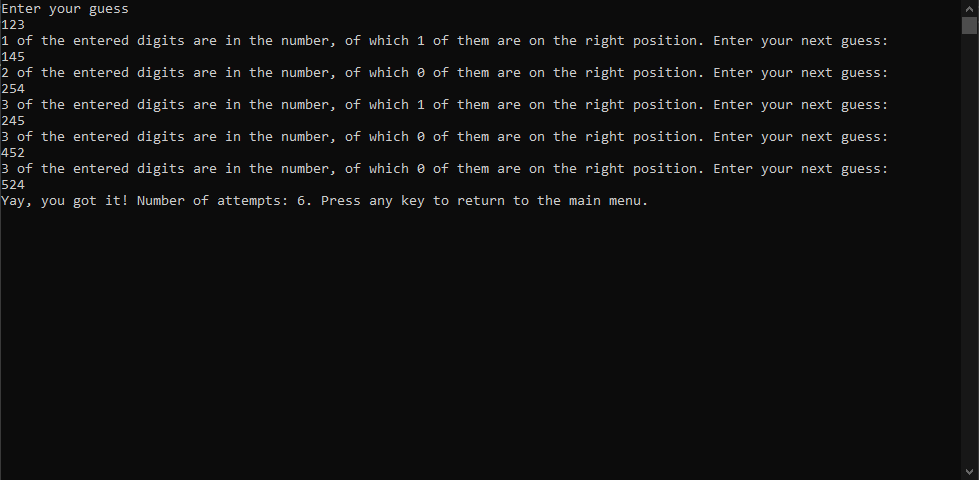 Enter your guess
123
1 of the entered digits are in the number, of which 1 of them are on the right position. Enter your next guess:
145
2 of the entered digits are in the number, of which 0 of them are on the right position. Enter your next guess:
254
3 of the entered digits are in the number, of which 1 of them are on the right position. Enter your next guess:
245
3 of the entered digits are in the number, of which 0 of them are on the right position. Enter your next guess:
452
3 of the entered digits are in the number, of which 0 of them are on the right position. Enter your next guess:
524
Yay, you got it! Number of attempts: 6. Press any key to return to the main menu.